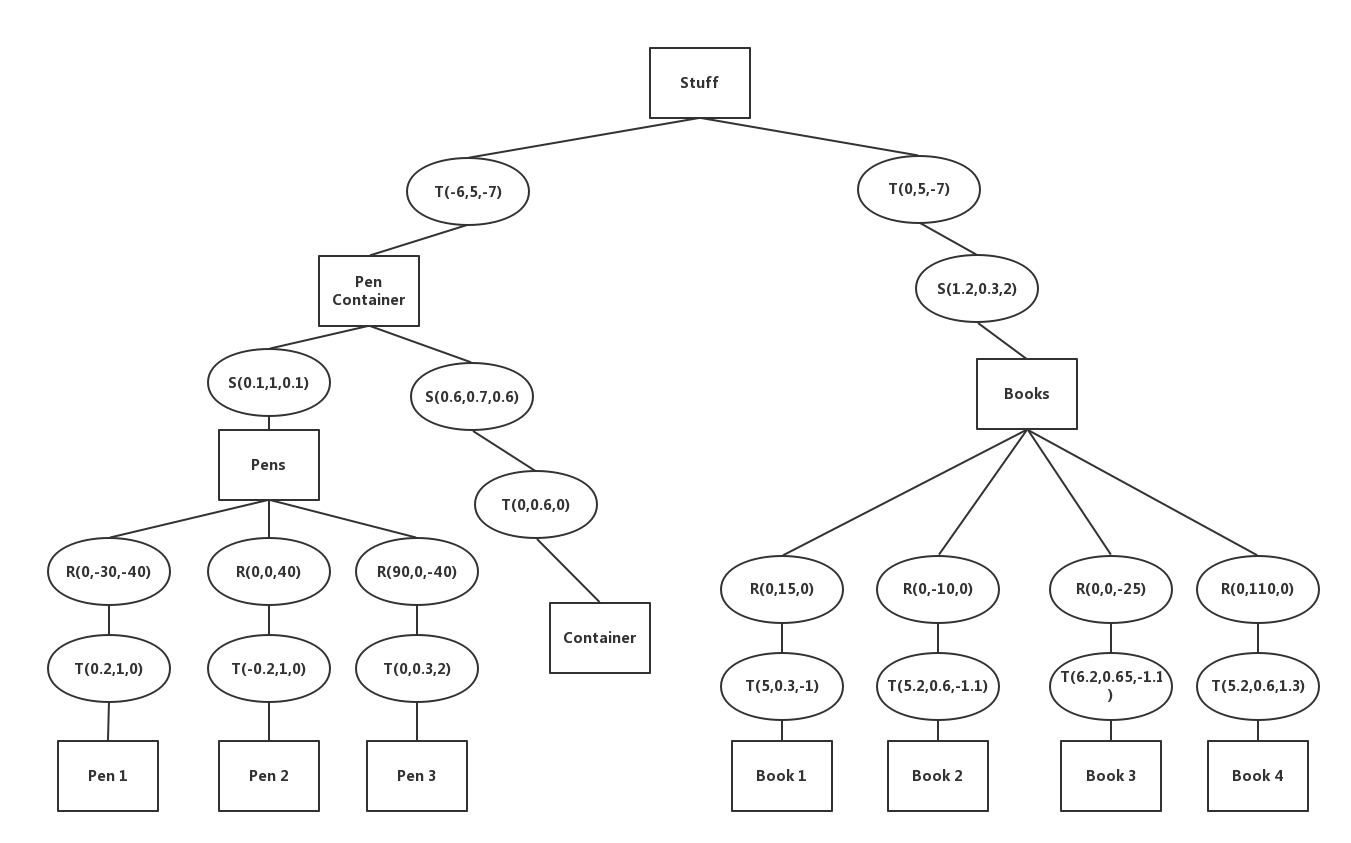 Stuff
T(-6,5,-7)
T(0,5,-7)
Pen
Container
S(1.2,0.3,2)
S(0.1,1,0.1)
S(0.6,0.7,0.6)
Books
Pens
T(0,0.6,0)
R(0,-30,-40)
R(0,0,40)
R(90,0,-40)
R(0,15,0)
R(0,-10,0)
R(0,0,-25)
R(0,110,0)
Container
T(0.2,1,0)
T(-0.2,1,0)
T(0,0.3,2)
T(5,0.3,-1)
T(5.2,0.6,-1.1)
T(6.2,0.65,-1.1
)
T(5.2,0.6,1.3)
Pen 1
Pen 2
Pen 3
Book 1
Book 2
Book 3
Book 4